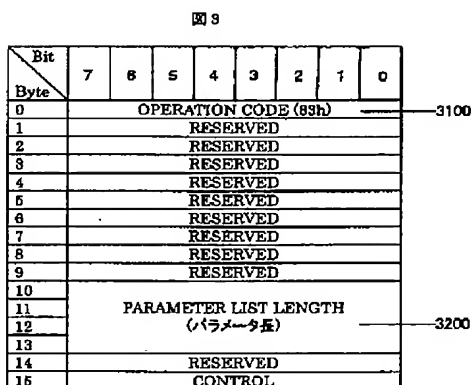 図3
Bit
Byte
7 6 5 4 3 2 1 0
0 OPERATION CODE (83h) 3100
1 RESERVED
2 RESERVED
3 RESERVED
4 RESERVED
5 RESERVED
6 RESERVED
7 RESERVED
8 RESERVED
9 RESERVED
10
11 PARAMETER LIST LENGTH
12 (パラメータ長) 3200
13
14 RESERVED
15 CONTROL